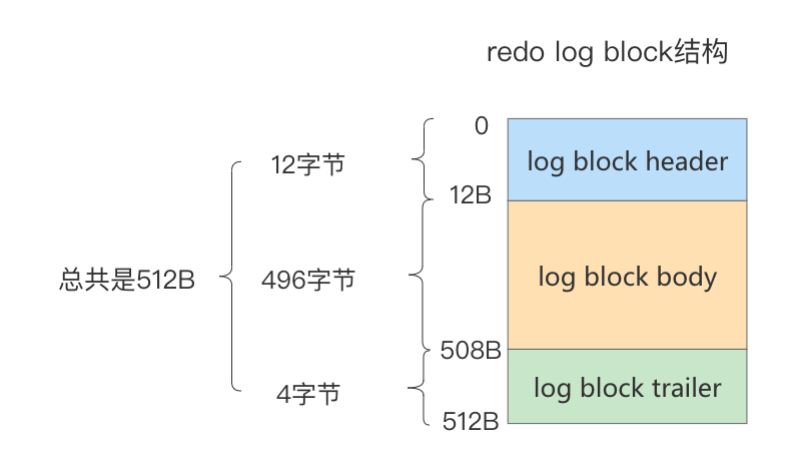 redo log block结构
0
12字节
log block header
12B
总共是512B
496字节
log block body
508B
4字节
log block trailer
512B